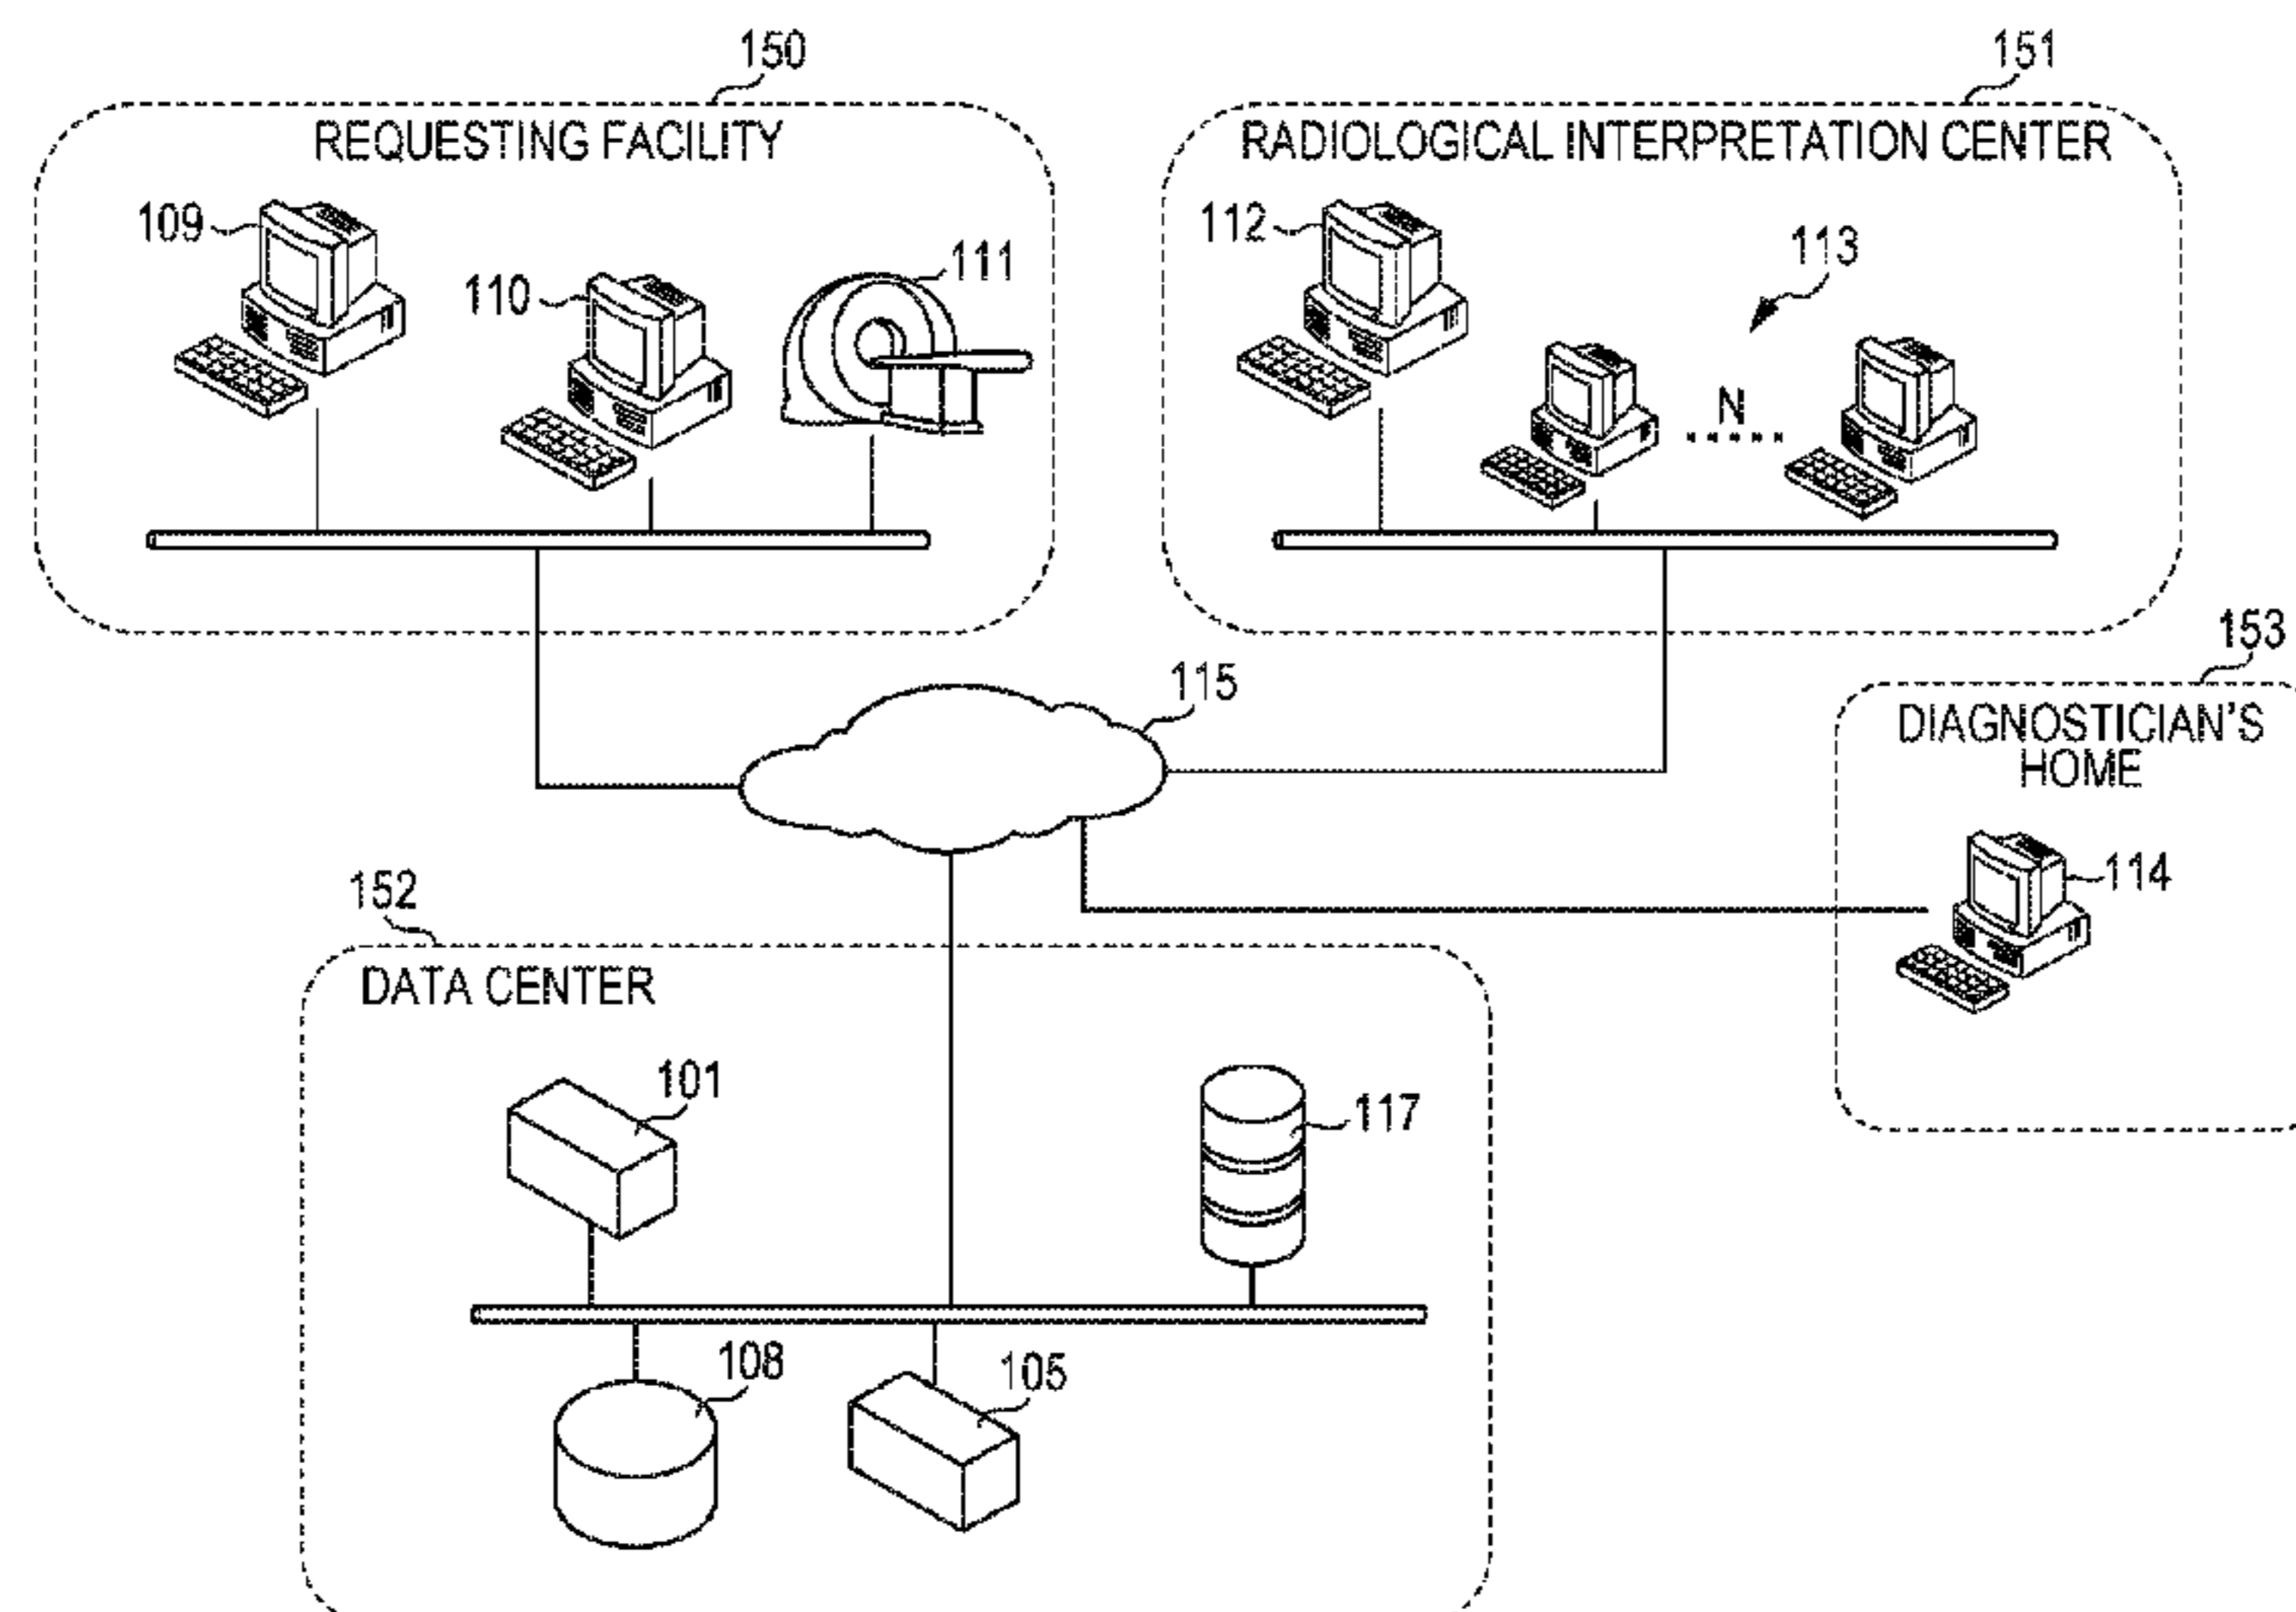 150
REQUESTING FACILITY
109
110
111
151
RADIOLOGICAL INTERPRETATION CENTER
112
113
N
115
153
DIAGNOSTICIAN'S
HOME
114
152
DATA CENTER
101
117
108
105